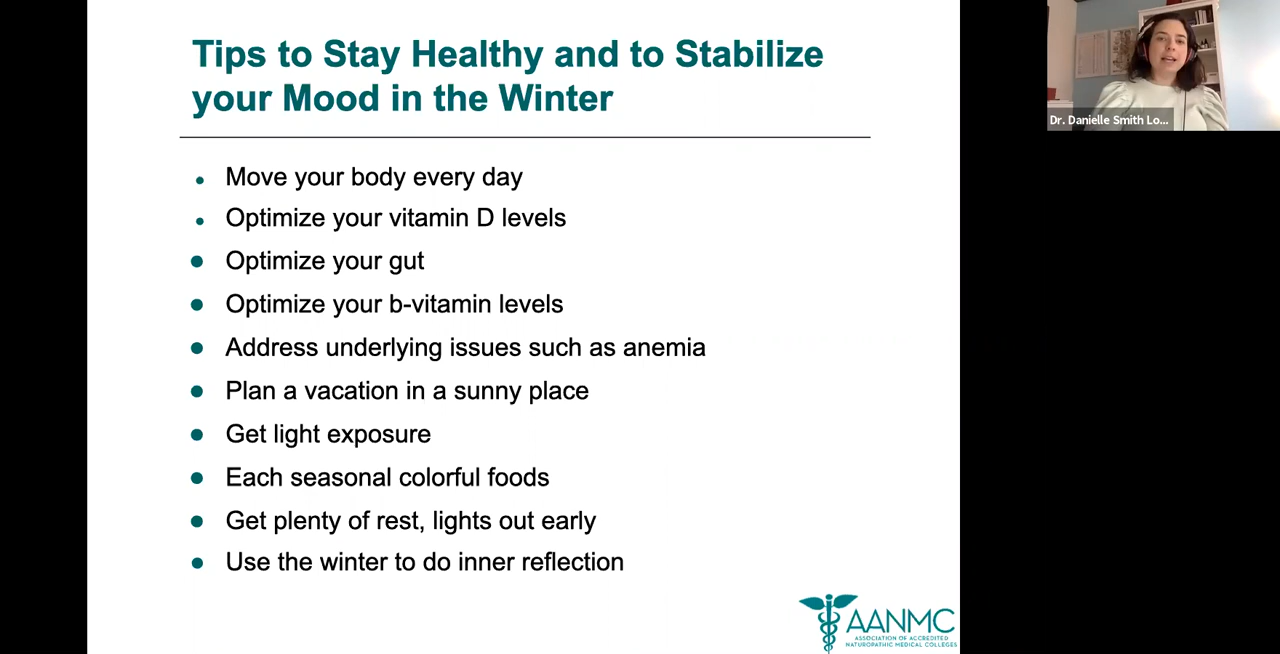 Tips to Stay Healthy and to Stabilize
your Mood in the Winter
Dr. Danielle Smith Lo...
Move your body every day
Optimize your vitamin D levels
Optimize your gut
Optimize your b-vitamin levels
Address underlying issues such as anemia
Plan a vacation in a sunny place
Get light exposure
Each seasonal colorful foods
Get plenty of rest, lights out early
Use the winter to do inner reflection
AANMC
ASSOCIATION OF ACCREDITED
NATUROPATHIC MEDICAL COLLEGES